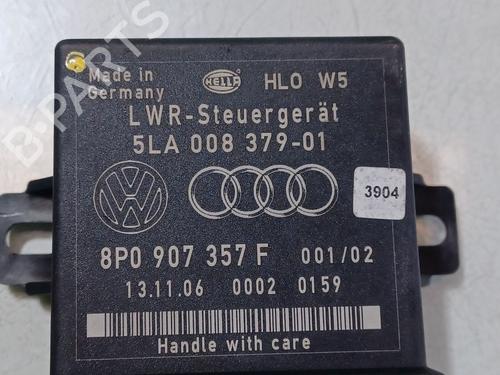 B-PARTS
Made in
Germany
HELLA
HLO W5
LWR-Steuergerät
5LA 008 379-01
3904
8P0 907 357 F 001/02
13.11.06 0002 0159
Handle with care